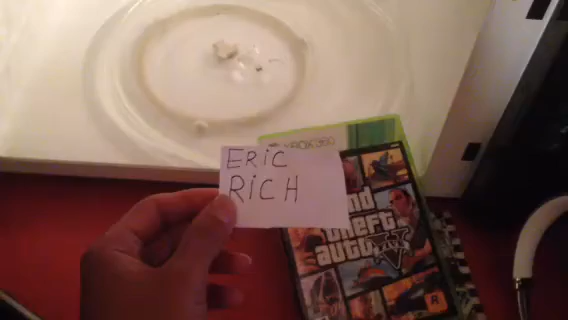 XBOX 360
ERIC
RICH
grand
theft
auto
V
R